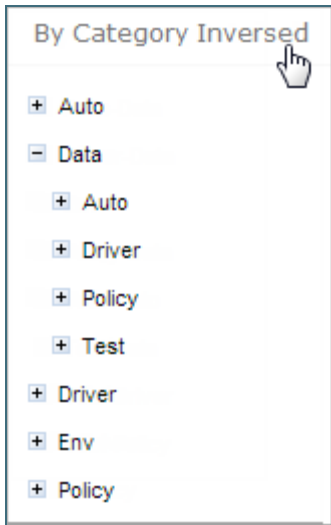 By Category Inversed
Auto
Data
Auto
Driver
Policy
Test
Driver
Env
Policy